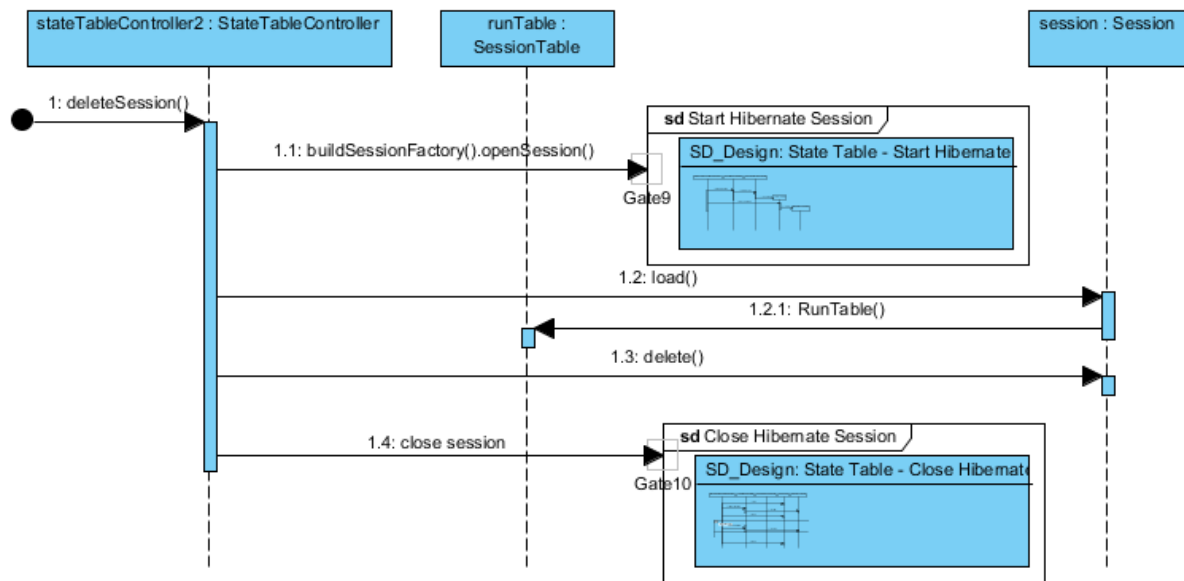 stateTableController2 : StateTableController
runTable :
SessionTable
session : Session
1: deleteSession()
sd Start Hibernate Session
1.1: buildSessionFactory().openSession()
SD_Design: State Table - Start Hibernate
Gate9
1.2: load()
1.2.1: RunTable()
1.3: delete()
sd Close Hibernate Session
1.4: close session
SD_Design: State Table - Close Hibernate
Gate10